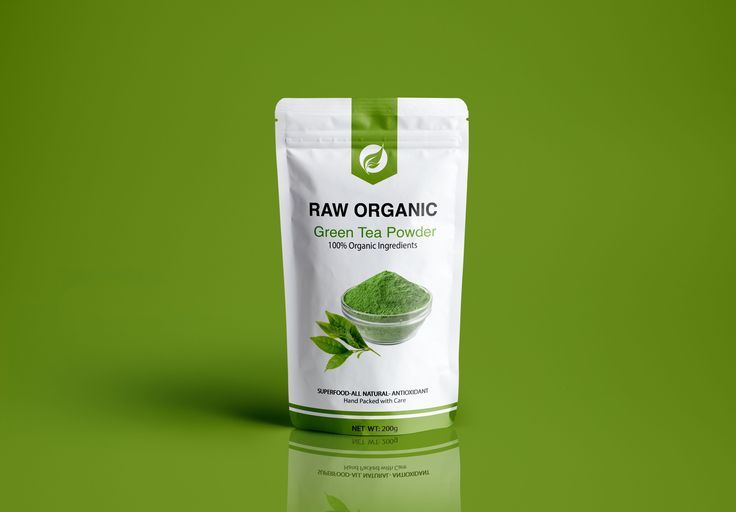 RAW ORGANIC
Green Tea Powder
100% Organic Ingredients
SUPERFOOD-ALL NATURAL- ANTIOXIDANT
Hand Packed with Care
NET WT: 200g